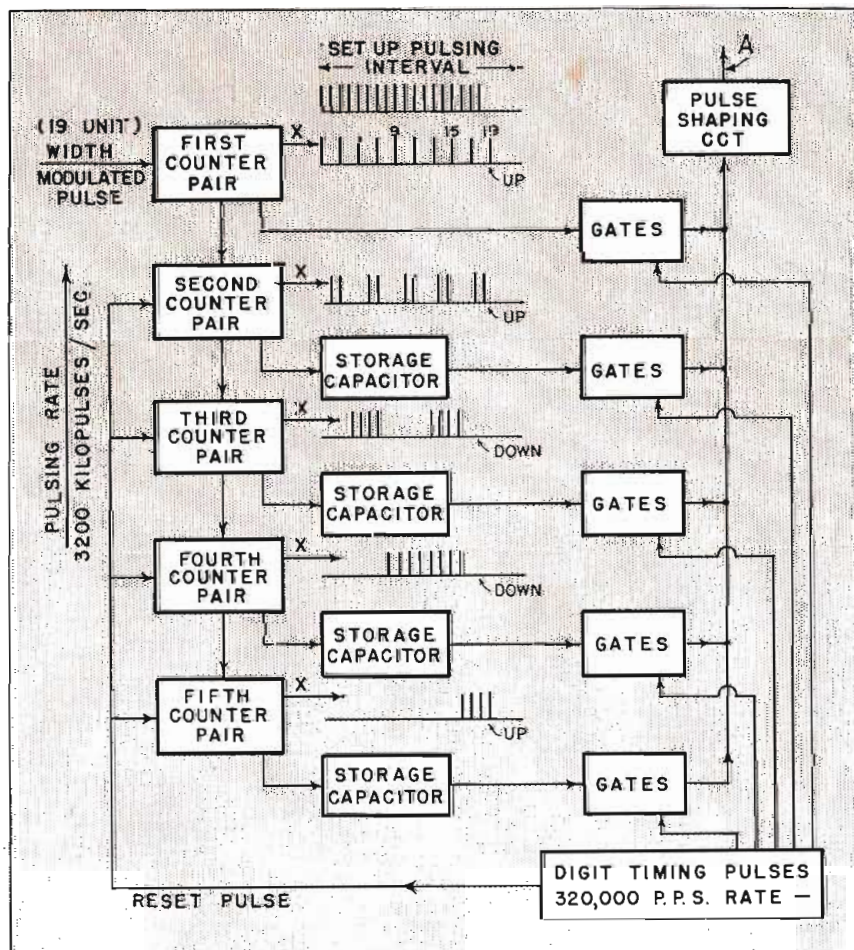 SET UP PULSING
INTERVAL
A
PULSE
SHAPING
CCT
(19 UNIT)
WIDTH
MODULATED
PULSE
FIRST
COUNTER
PAIR
X
9
15
19
UP
GATES
SECOND
COUNTER
PAIR
X
UP
STORAGE
CAPACITOR
GATES
PULSING RATE
3200 KILOPULSES / SEC.
THIRD
COUNTER
PAIR
X
DOWN
STORAGE
CAPACITOR
GATES
FOURTH
COUNTER
PAIR
X
DOWN
STORAGE
CAPACITOR
GATES
FIFTH
COUNTER
PAIR
X
UP
STORAGE
CAPACITOR
GATES
DIGIT TIMING PULSES
320,000 P.P.S. RATE —
RESET PULSE